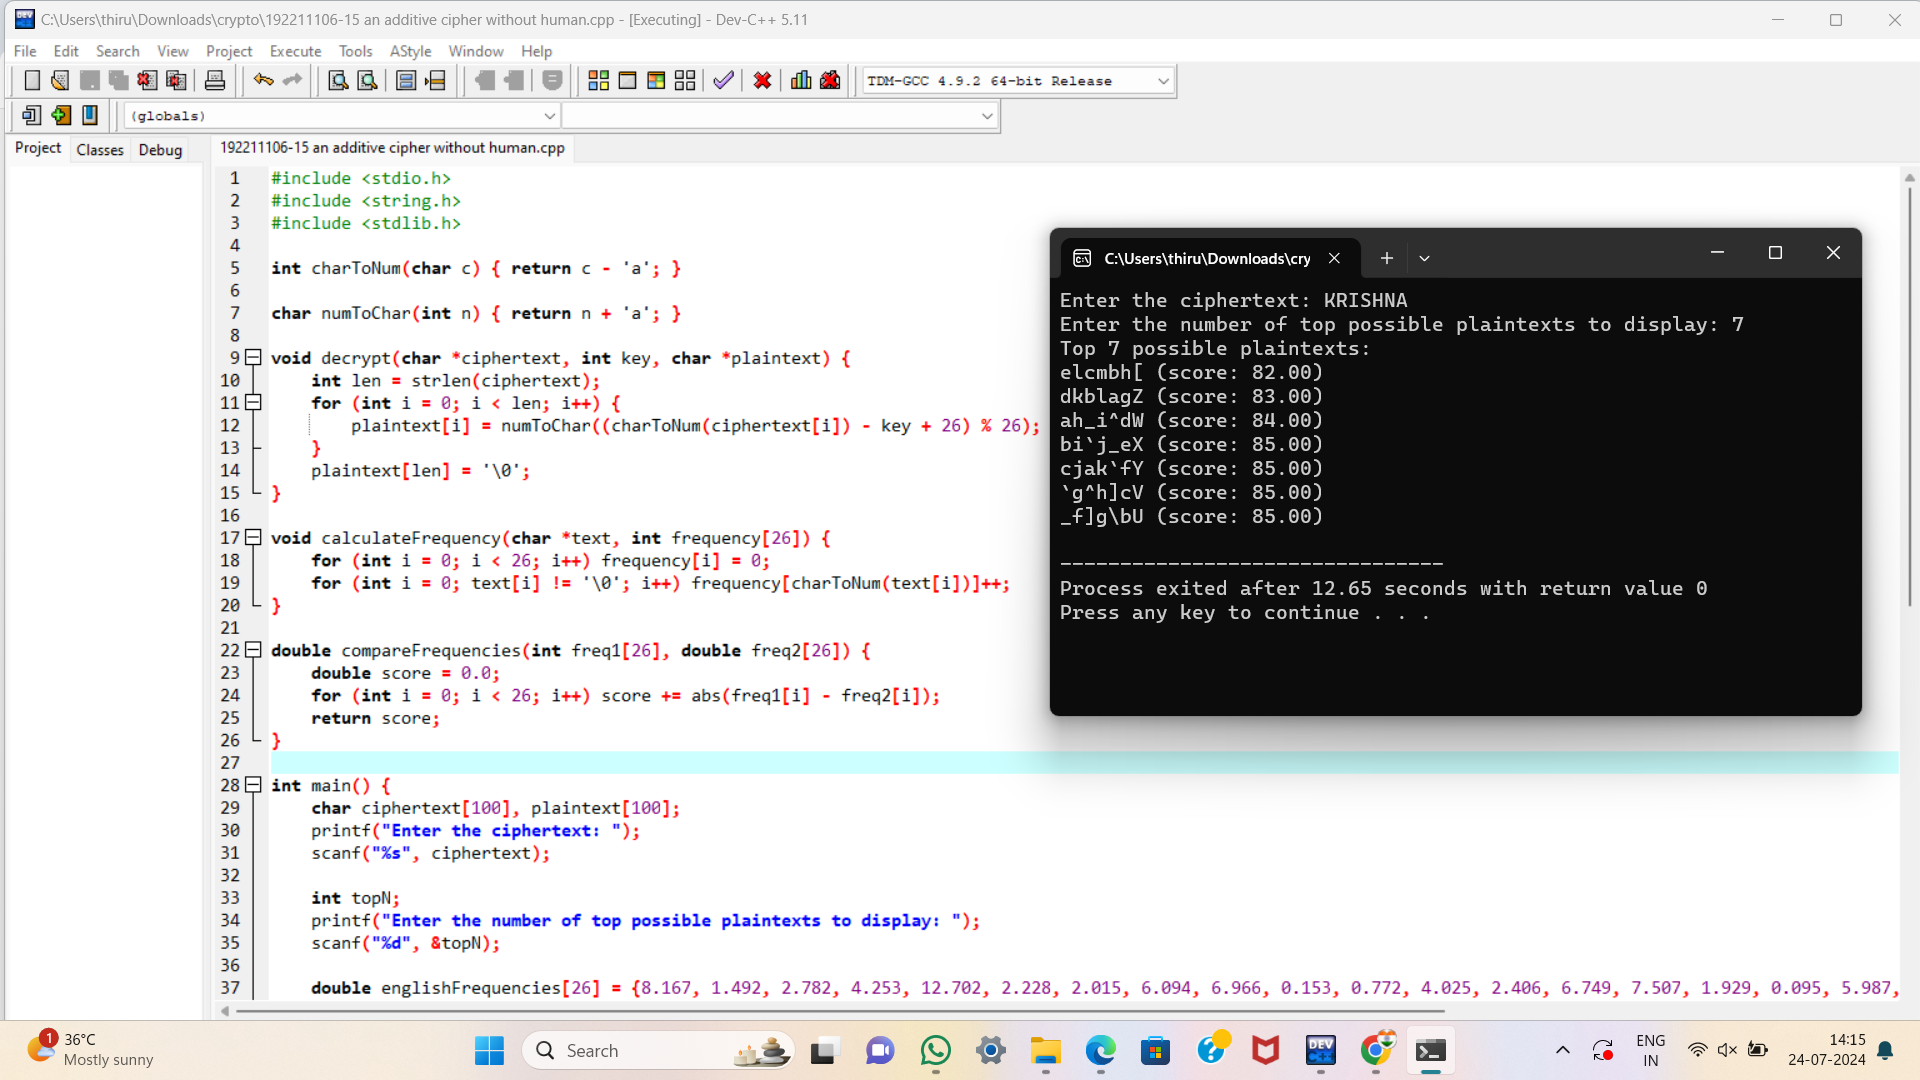 C:\Users\thiru\Downloads\crypto\192211106-15 an additive cipher without human.cpp - [Executing] - Dev-C++ 5.11
File Edit Search View Project Execute Tools AStyle Window Help
TDM-GCC 4.9.2 64-bit Release
(globals)
Project Classes Debug
192211106-15 an additive cipher without human.cpp
1 #include <stdio.h>
2 #include <string.h>
3 #include <stdlib.h>
4
5 int charToNum(char c) { return c - 'a'; }
6
7 char numToChar(int n) { return n + 'a'; }
8
9 void decrypt(char *ciphertext, int key, char *plaintext) {
10 int len = strlen(ciphertext);
11 for (int i = 0; i < len; i++) {
12 plaintext[i] = numToChar((charToNum(ciphertext[i]) - key + 26) % 26);
13 }
14 plaintext[len] = '\0';
15 }
16
17 void calculateFrequency(char *text, int frequency[26]) {
18 for (int i = 0; i < 26; i++) frequency[i] = 0;
19 for (int i = 0; text[i] != '\0'; i++) frequency[charToNum(text[i])]++;
20 }
21
22 double compareFrequencies(int freq1[26], double freq2[26]) {
23 double score = 0.0;
24 for (int i = 0; i < 26; i++) score += abs(freq1[i] - freq2[i]);
25 return score;
26 }
27
28 int main() {
29 char ciphertext[100], plaintext[100];
30 printf("Enter the ciphertext: ");
31 scanf("%s", ciphertext);
32
33 int topN;
34 printf("Enter the number of top possible plaintexts to display: ");
35 scanf("%d", &topN);
36
37 double englishFrequencies[26] = {8.167, 1.492, 2.782, 4.253, 12.702, 2.228, 2.015, 6.094, 6.966, 0.153, 0.772, 4.025, 2.406, 6.749, 7.507, 1.929, 0.095, 5.987,
C:\Users\thiru\Downloads\cry
Enter the ciphertext: KRISHNA
Enter the number of top possible plaintexts to display: 7
Top 7 possible plaintexts:
elcmbh[ (score: 82.00)
dkblagZ (score: 83.00)
ah_i^dW (score: 84.00)
bi`j_eX (score: 85.00)
cjak`fY (score: 85.00)
`g^h]cV (score: 85.00)
_f]g\bU (score: 85.00)
--------------------------------
Process exited after 12.65 seconds with return value 0
Press any key to continue . . .
1
36°C
Mostly sunny
Search
DEV
ENG
IN
14:15
24-07-2024